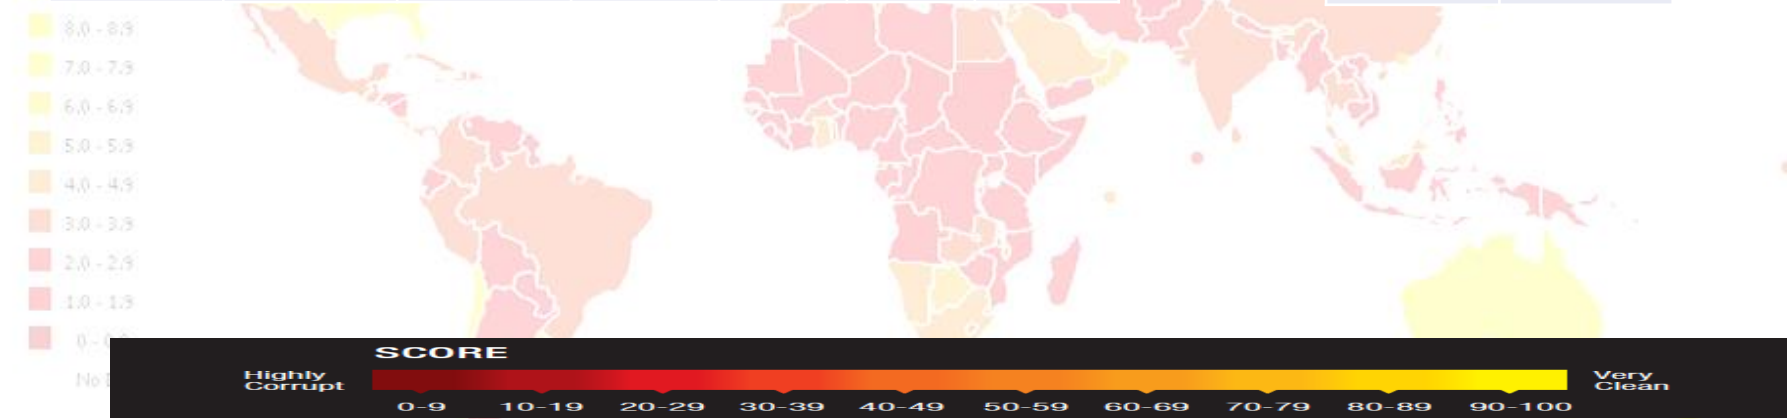 8.0 - 8.9
7.0 - 7.9
6.0 - 6.9
5.0 - 5.9
4.0 - 4.9
3.0 - 3.9
2.0 - 2.9
1.0 - 1.9
SCORE
Highly
Corrupt
0-9 10-19 20-29 30-39 40-49 50-59 60-69 70-79 80-89 90-100
Very
Clean